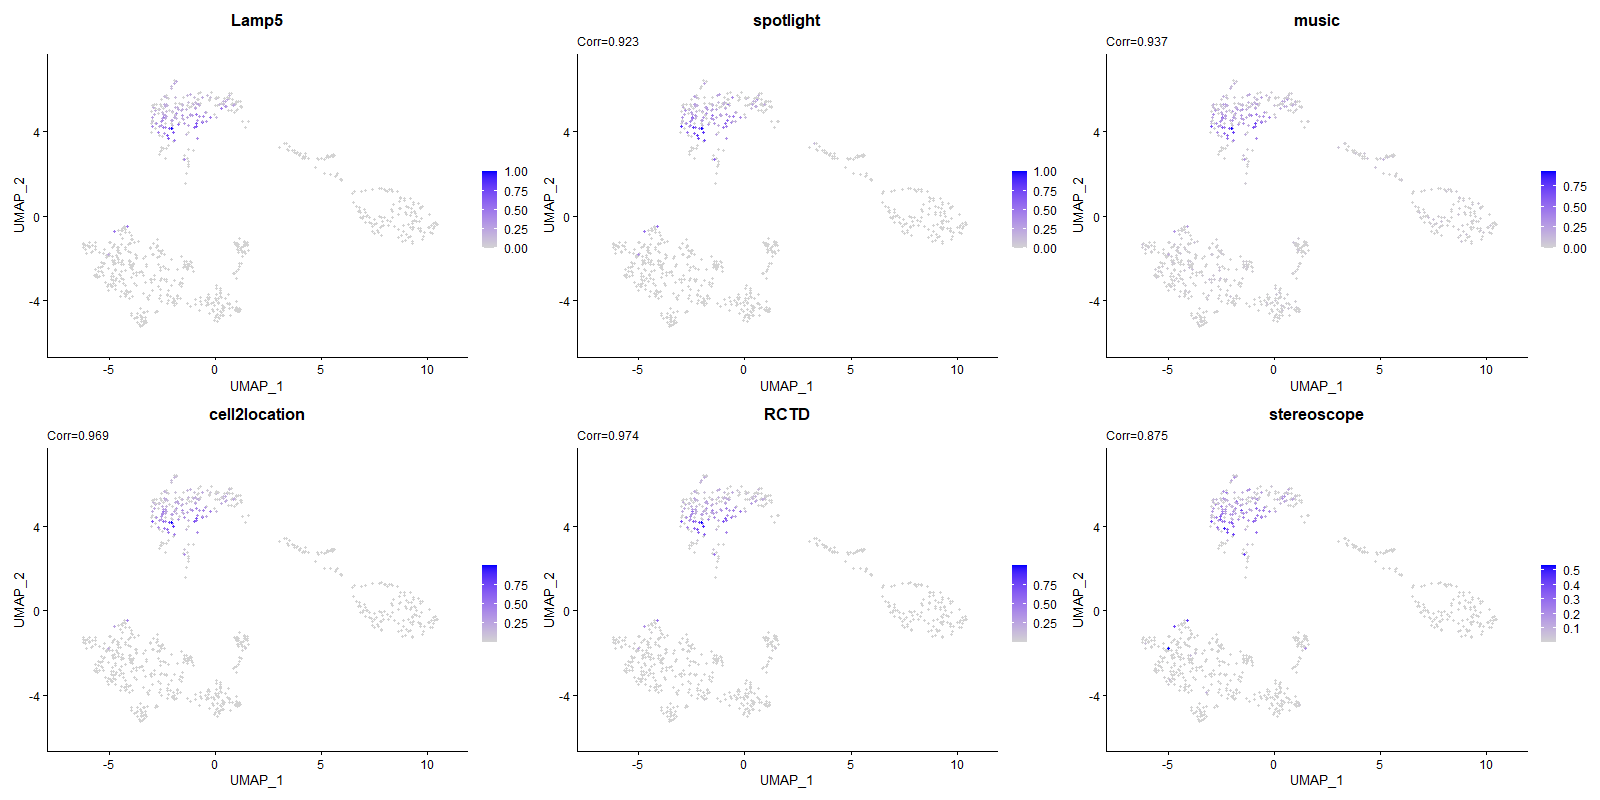 Lamp5
UMAP_2
4
0
-4
-5
0
5
10
UMAP_1
1.00
0.75
0.50
0.25
0.00
spotlight
Corr=0.923
UMAP_2
4
0
-4
-5
0
5
10
UMAP_1
1.00
0.75
0.50
0.25
0.00
music
Corr=0.937
UMAP_2
4
0
-4
-5
0
5
10
UMAP_1
0.75
0.50
0.25
0.00
cell2location
Corr=0.969
UMAP_2
4
0
-4
-5
0
5
10
UMAP_1
0.75
0.50
0.25
RCTD
Corr=0.974
UMAP_2
4
0
-4
-5
0
5
10
UMAP_1
0.75
0.50
0.25
0.00
stereoscope
Corr=0.875
UMAP_2
4
0
-4
-5
0
5
10
UMAP_1
0.5
0.4
0.3
0.2
0.1